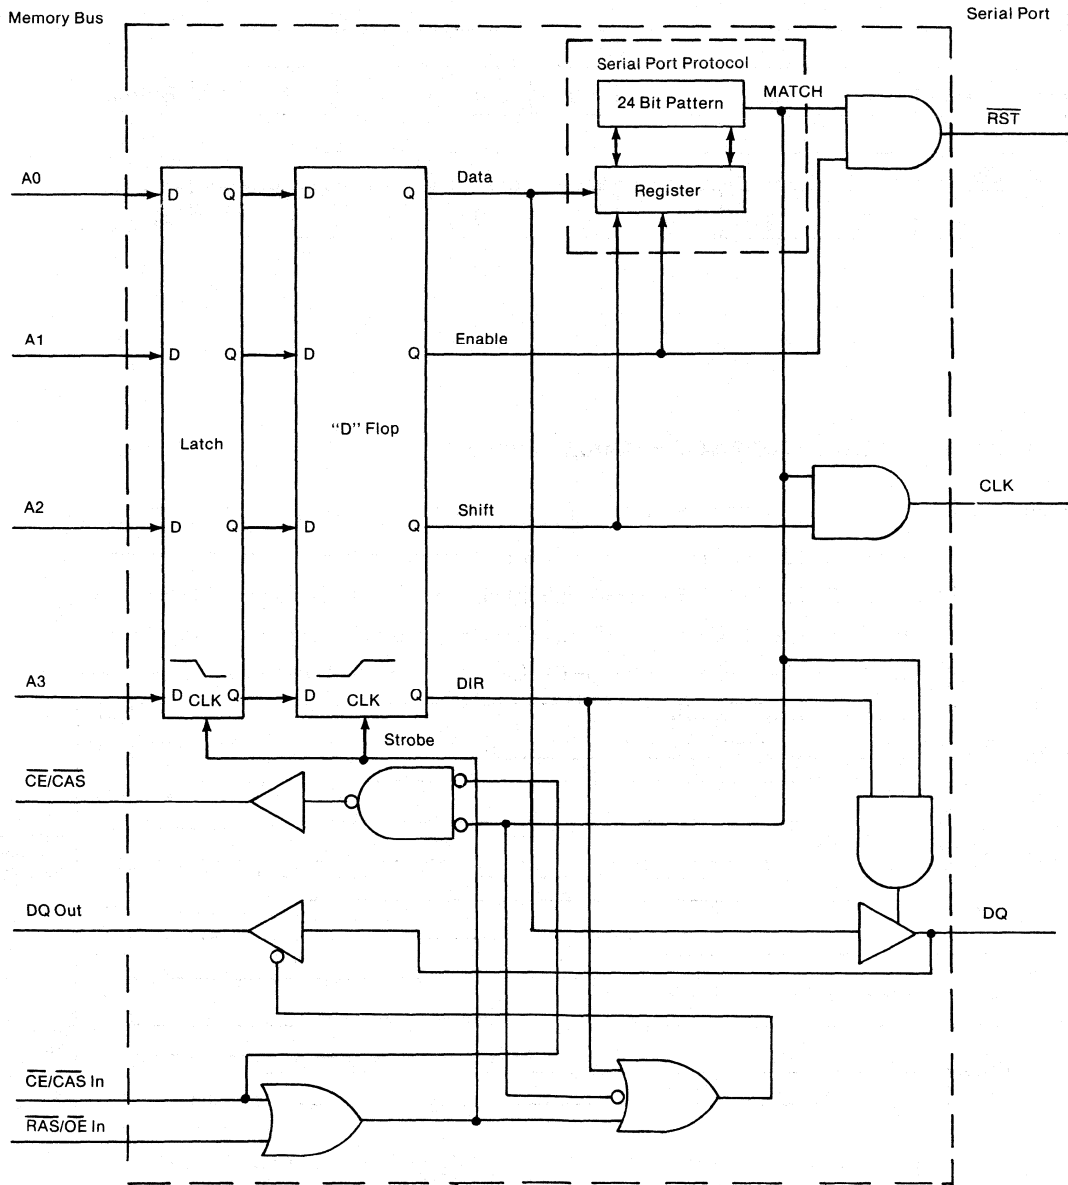 Memory Bus
Serial Port
Serial Port Protocol
24 Bit Pattern
MATCH
RST
A0
D
Q
D
Q
Data
Register
A1
D
Q
D
Q
Enable
Latch
"D" Flop
A2
D
Q
D
Q
Shift
CLK
A3
D
CLK
Q
D
CLK
Q
DIR
Strobe
CE/CAS
DQ Out
DQ
CE/CAS In
RAS/OE In